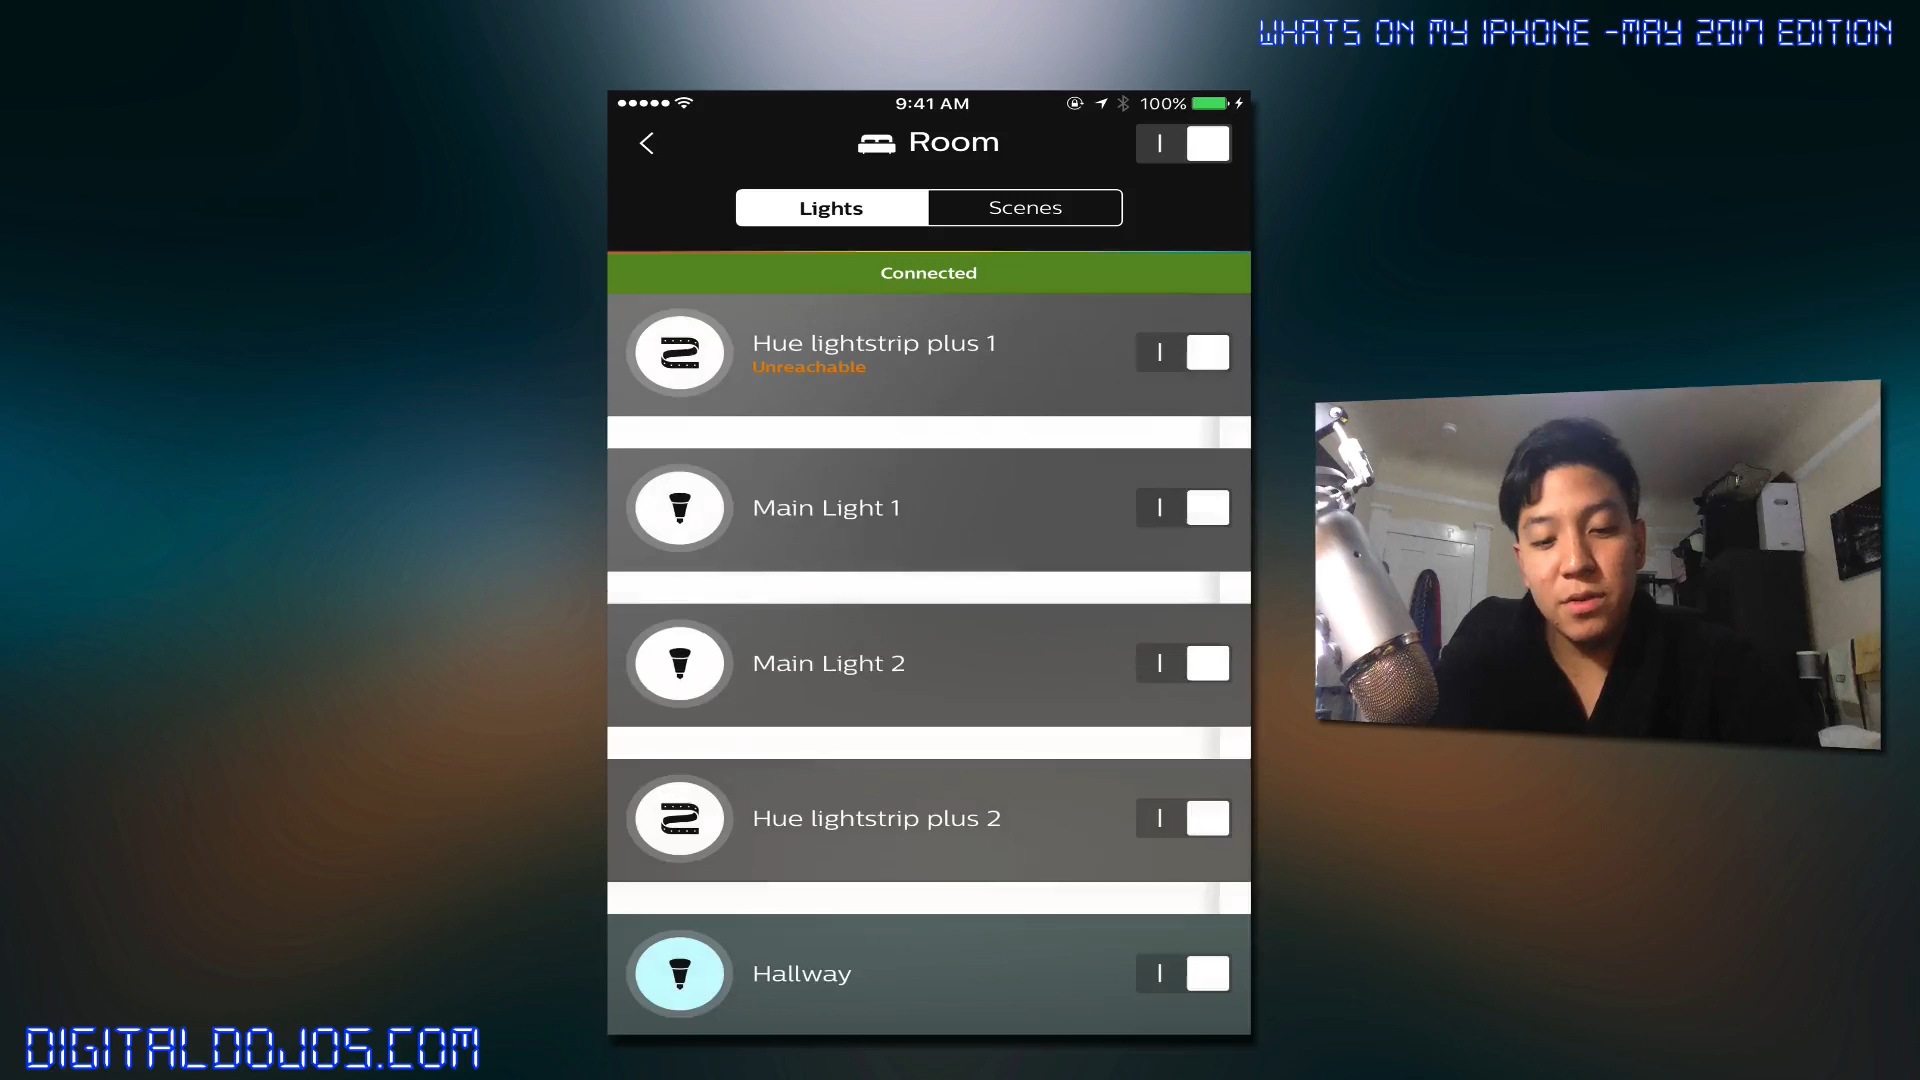 WHATS ON MY IPHONE -MAY 2017 EDITION
9:41 AM
100%
Room
Lights
Scenes
Connected
Hue lightstrip plus 1
Unreachable
Main Light 1
Main Light 2
Hue lightstrip plus 2
Hallway
DIGITALDOJOS.COM